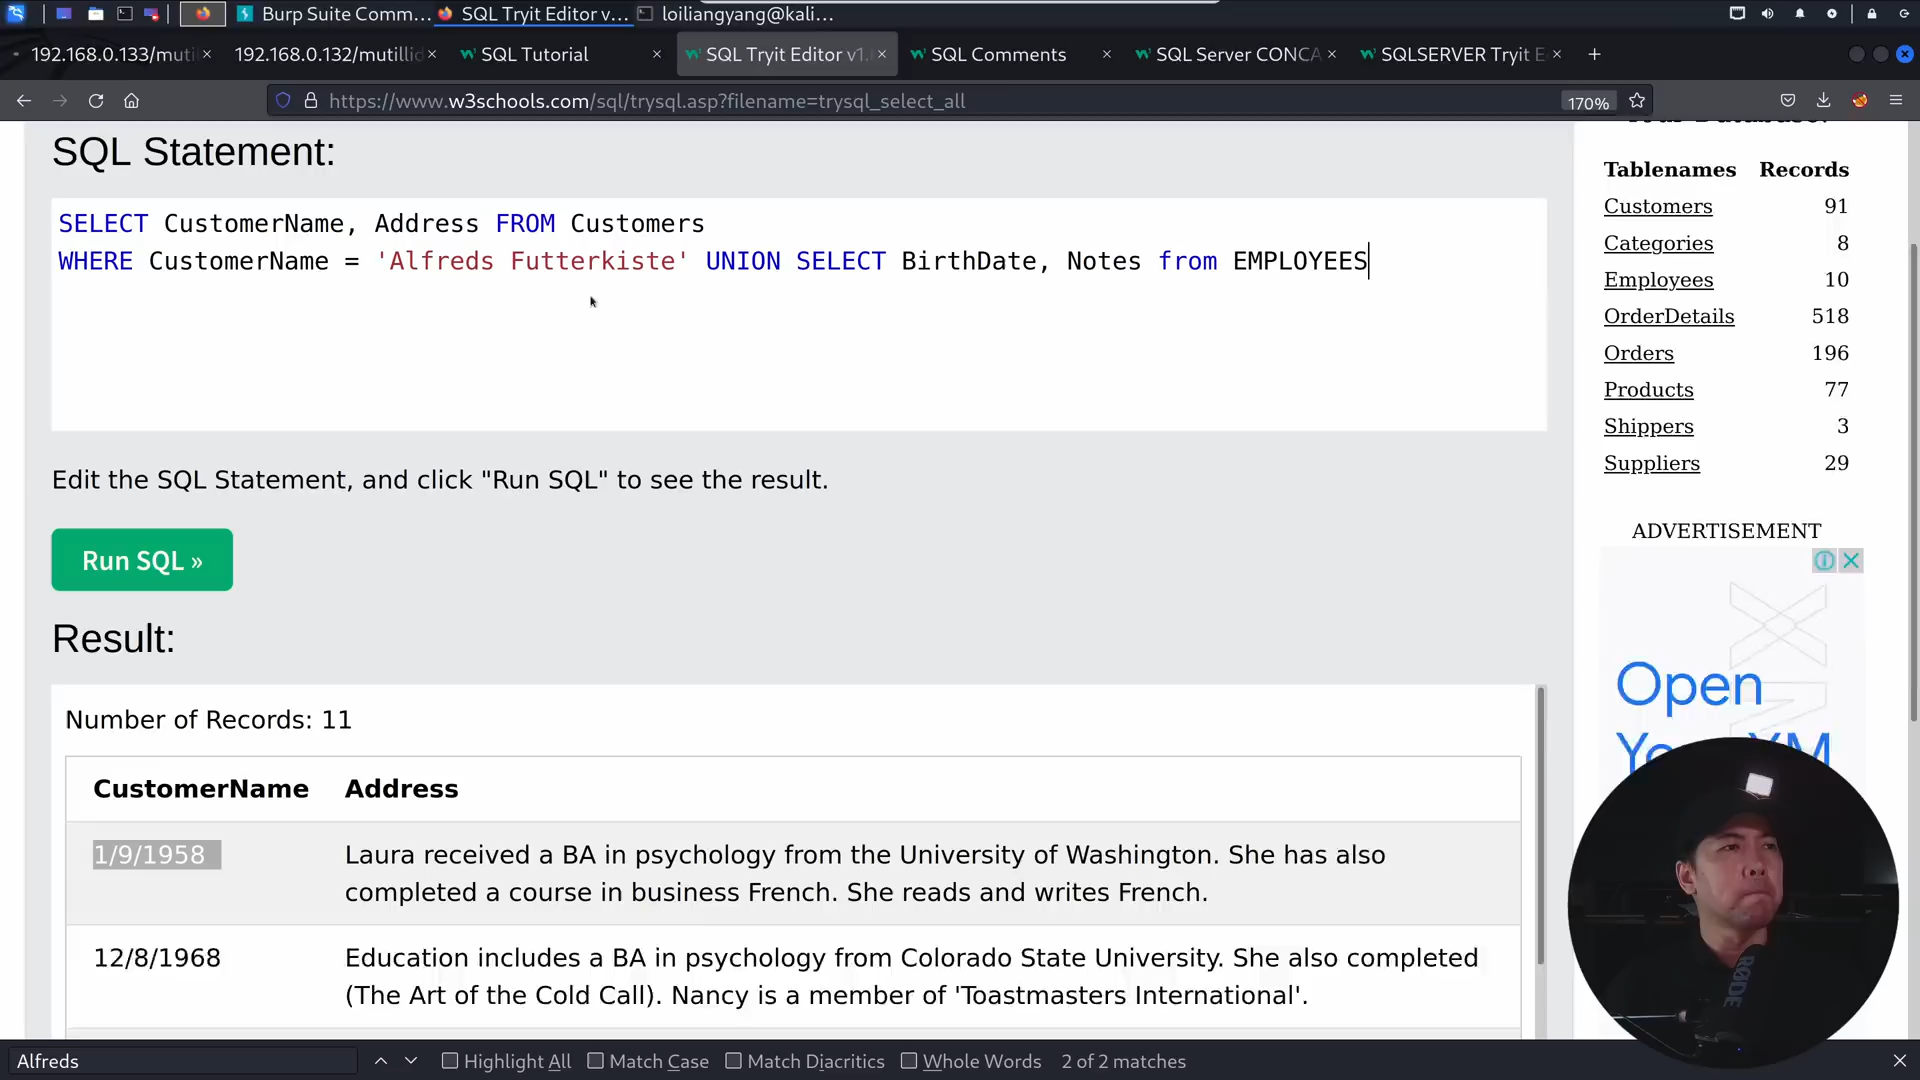 Burp Suite Comm...
SQL Tryit Editor v...
loiliangyang@kali...
192.168.0.133/mutil
192.168.0.132/mutillid
SQL Tutorial
SQL Tryit Editor v1.
SQL Comments
SQL Server CONCA
SQLSERVER Tryit E
https://www.w3schools.com/sql/trysql.asp?filename=trysql_select_all
170%
SQL Statement:
SELECT CustomerName, Address FROM Customers
WHERE CustomerName = 'Alfreds Futterkiste' UNION SELECT BirthDate, Notes from EMPLOYEES
Edit the SQL Statement, and click "Run SQL" to see the result.
Run SQL »
Result:
Number of Records: 11
CustomerName Address
1/9/1958 Laura received a BA in psychology from the University of Washington. She has also
completed a course in business French. She reads and writes French.
12/8/1968 Education includes a BA in psychology from Colorado State University. She also completed
(The Art of the Cold Call). Nancy is a member of 'Toastmasters International'.
Your Database:
Tablenames Records
Customers 91
Categories 8
Employees 10
OrderDetails 518
Orders 196
Products 77
Shippers 3
Suppliers 29
ADVERTISEMENT
Open
XM
RØDE
Alfreds
Highlight All
Match Case
Match Diacritics
Whole Words
2 of 2 matches